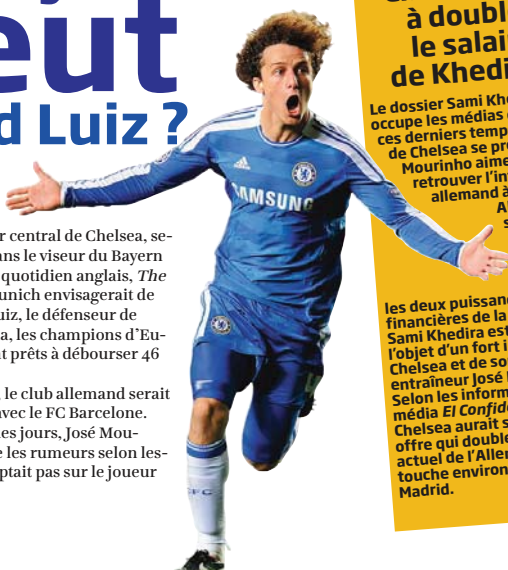 eut
d Luiz ?
r central de Chelsea, se-
ans le viseur du Bayern
quotidien anglais, The
unich envisagerait de
uiz, le défenseur de
a, les champions d'Eu-
t prêts à débourser 46
, le club allemand serait
avec le FC Barcelone.
es jours, José Mou-
e les rumeurs selon les-
ptait pas sur le joueur
adidas
SAMSUNG
CFC
à doubl
le salair
de Khedi
Le dossier Sami Khe
occupe les médias
ces derniers temp
de Chelsea se pr
Mourinho aime
retrouver l'in
allemand à
A
s
les deux puissan
financières de la
Sami Khedira est
l'objet d'un fort i
Chelsea et de so
entraîneur José
Selon les inform
média El Confid
Chelsea aurait s
offre qui double
actuel de l'Aller
touche environ
Madrid.